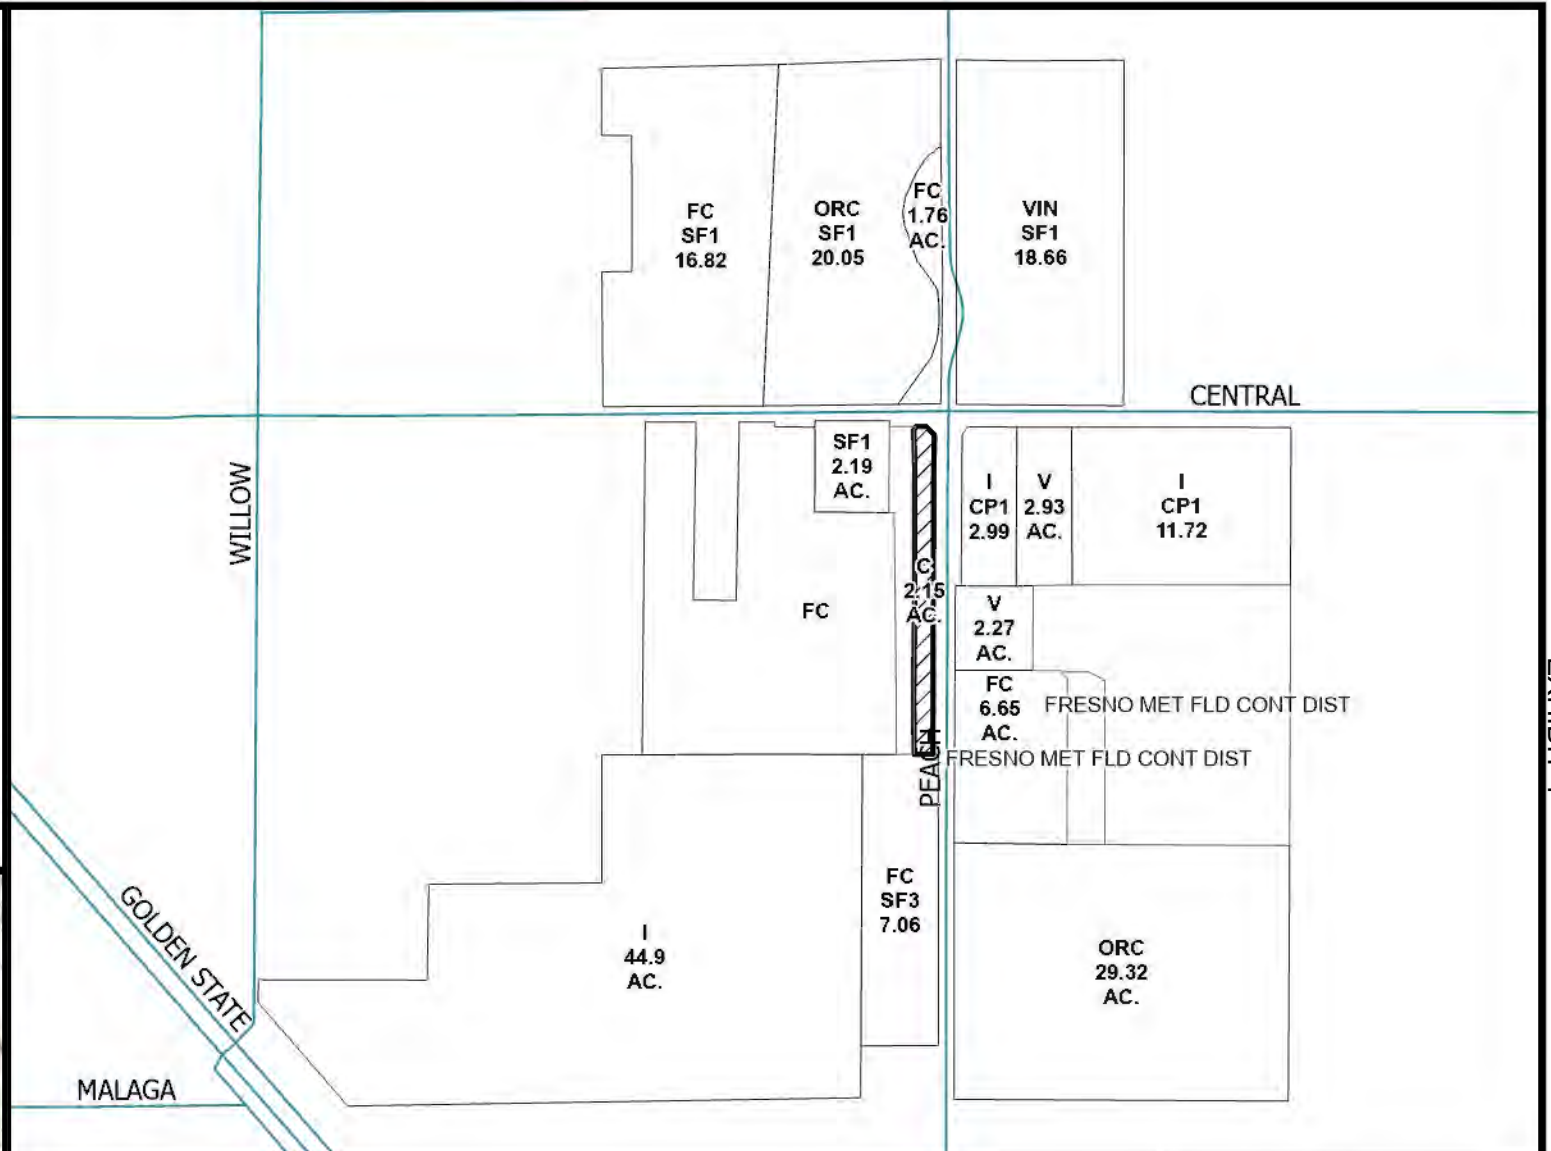 FC
SF1
16.82
ORC
SF1
20.05
FC
1.76
AC.
VIN
SF1
18.66
CENTRAL
WILLOW
SF1
2.19
AC.
I
CP1
2.99
V
2.93
AC.
I
CP1
11.72
FC
C
2.15
AC.
V
2.27
AC.
FC
6.65
AC.
FRESNO MET FLD CONT DIST
FRESNO MET FLD CONT DIST
PEACH
FC
SF3
7.06
I
44.9
AC.
ORC
29.32
AC.
GOLDEN STATE
MALAGA